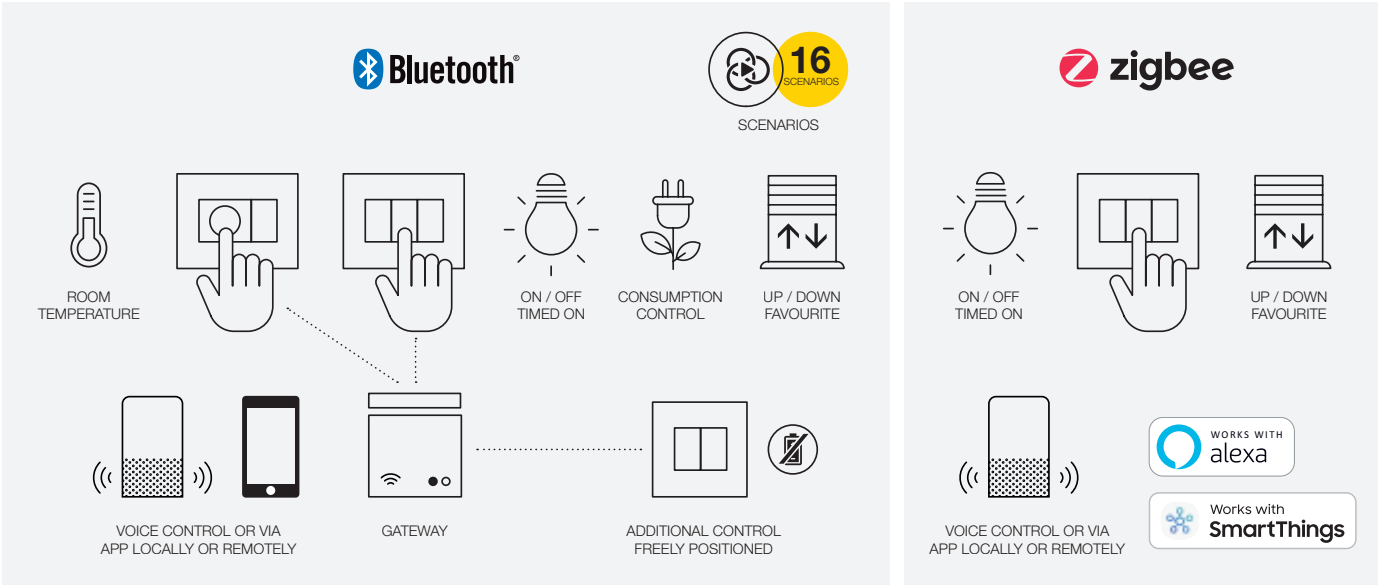 Bluetooth®
16
SCENARIOS
SCENARIOS
ROOM
TEMPERATURE
ON / OFF
TIMED ON
CONSUMPTION
CONTROL
UP / DOWN
FAVOURITE
VOICE CONTROL OR VIA
APP LOCALLY OR REMOTELY
GATEWAY
ADDITIONAL CONTROL
FREELY POSITIONED
zigbee
ON / OFF
TIMED ON
UP / DOWN
FAVOURITE
VOICE CONTROL OR VIA
APP LOCALLY OR REMOTELY
WORKS WITH
alexa
Works with
SmartThings